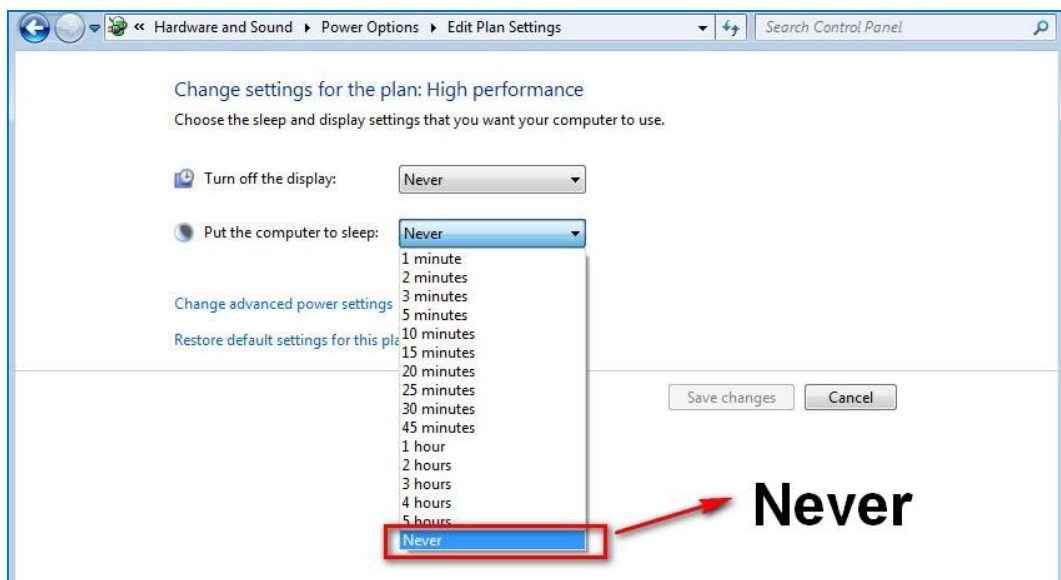 « Hardware and Sound ▸ Power Options ▸ Edit Plan Settings
Search Control Panel
Change settings for the plan: High performance
Choose the sleep and display settings that you want your computer to use.
Turn off the display: Never
Put the computer to sleep: Never
1 minute
2 minutes
3 minutes
Change advanced power settings
5 minutes
10 minutes
Restore default settings for this pla
15 minutes
20 minutes
25 minutes
30 minutes
45 minutes
1 hour
2 hours
3 hours
4 hours
5 hours
Never
Save changes Cancel
Never